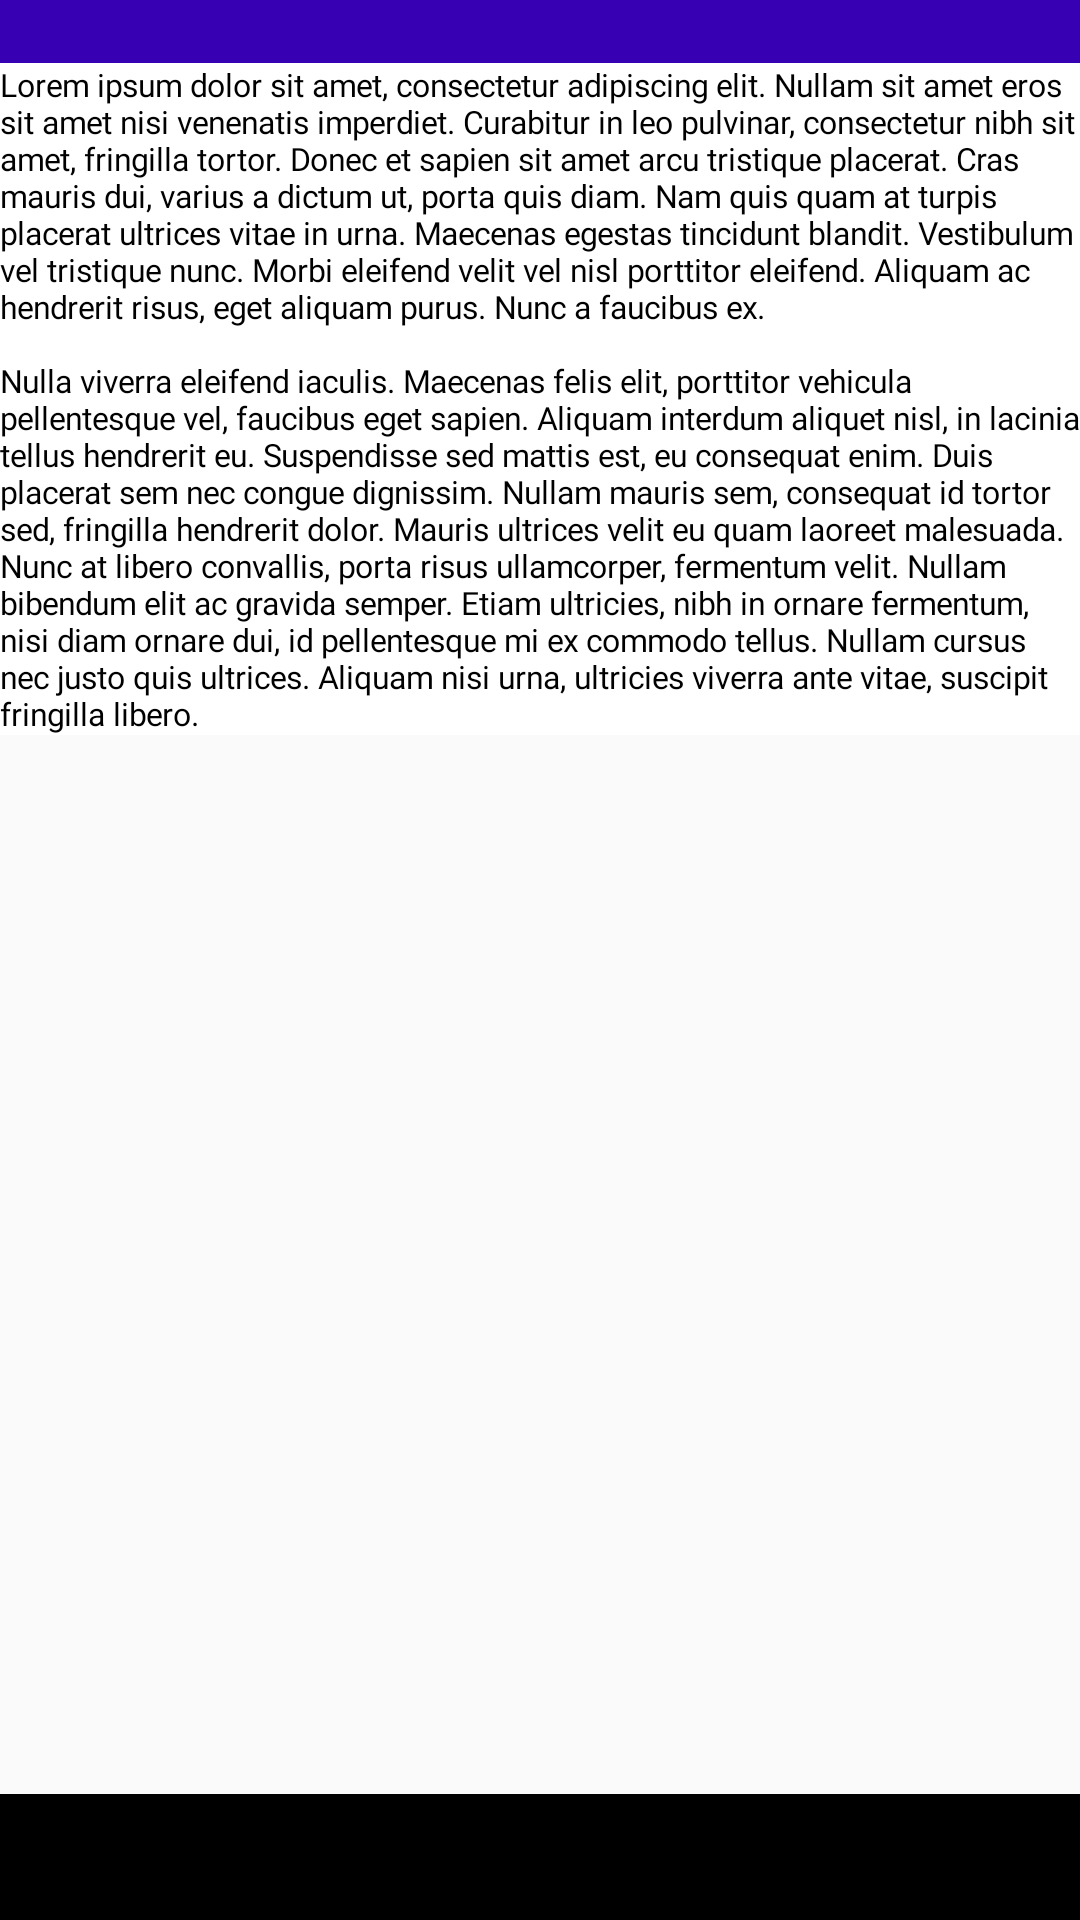 Lorem ipsum dolor sit amet, consectetur adipiscing elit. Nullam sit amet eros
sit amet nisi venenatis imperdiet. Curabitur in leo pulvinar, consectetur nibh sit
amet, fringilla tortor. Donec et sapien sit amet arcu tristique placerat. Cras
mauris dui, varius a dictum ut, porta quis diam. Nam quis quam at turpis
placerat ultrices vitae in urna. Maecenas egestas tincidunt blandit. Vestibulum
vel tristique nunc. Morbi eleifend velit vel nisl porttitor eleifend. Aliquam ac
hendrerit risus, eget aliquam purus. Nunc a faucibus ex.

Nulla viverra eleifend iaculis. Maecenas felis elit, porttitor vehicula
pellentesque vel, faucibus eget sapien. Aliquam interdum aliquet nisl, in lacinia
tellus hendrerit eu. Suspendisse sed mattis est, eu consequat enim. Duis
placerat sem nec congue dignissim. Nullam mauris sem, consequat id tortor
sed, fringilla hendrerit dolor. Mauris ultrices velit eu quam laoreet malesuada.
Nunc at libero convallis, porta risus ullamcorper, fermentum velit. Nullam
bibendum elit ac gravida semper. Etiam ultricies, nibh in ornare fermentum,
nisi diam ornare dui, id pellentesque mi ex commodo tellus. Nullam cursus
nec justo quis ultrices. Aliquam nisi urna, ultricies viverra ante vitae, suscipit
fringilla libero.